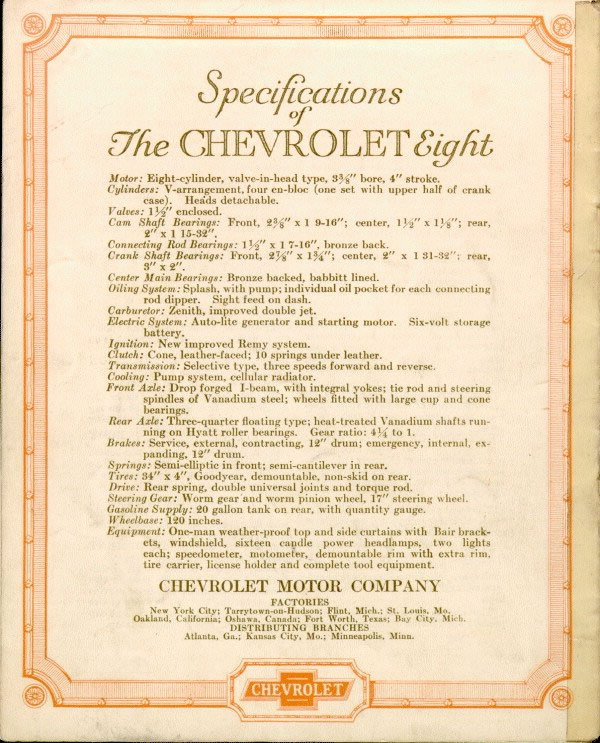 Specifications
of
The CHEVROLET Eight
Motor: Eight-cylinder, valve-in-head type, 3⅜" bore, 4" stroke.
Cylinders: V-arrangement, four en-bloc (one set with upper half of crank
case). Heads detachable.
Valves: 1½" enclosed.
Cam Shaft Bearings: Front, 2⅜" x 1 9-16"; center, 1½" x 1⅛"; rear,
2" x 1 15-32".
Connecting Rod Bearings: 1½" x 1 7-16", bronze back.
Crank Shaft Bearings: Front, 2⅞" x 1¾"; center, 2" x 1 31-32"; rear,
3" x 2".
Center Main Bearings: Bronze backed, babbitt lined.
Oiling System: Splash, with pump; individual oil pocket for each connecting
rod dipper. Sight feed on dash.
Carburetor: Zenith, improved double jet.
Electric System: Auto-lite generator and starting motor. Six-volt storage
battery.
Ignition: New improved Remy system.
Clutch: Cone, leather-faced; 10 springs under leather.
Transmission: Selective type, three speeds forward and reverse.
Cooling: Pump system, cellular radiator.
Front Axle: Drop forged I-beam, with integral yokes; tie rod and steering
spindles of Vanadium steel; wheels fitted with large cup and cone
bearings.
Rear Axle: Three-quarter floating type; heat-treated Vanadium shafts run-
ning on Hyatt roller bearings. Gear ratio: 4¼ to 1.
Brakes: Service, external, contracting, 12" drum; emergency, internal, ex-
panding, 12" drum.
Springs: Semi-elliptic in front; semi-cantilever in rear.
Tires: 34" x 4", Goodyear, demountable, non-skid on rear.
Drive: Rear spring, double universal joints and torque rod.
Steering Gear: Worm gear and worm pinion wheel, 17" steering wheel.
Gasoline Supply: 20 gallon tank on rear, with quantity gauge.
Wheelbase: 120 inches.
Equipment: One-man weather-proof top and side curtains with Bair brack-
ets, windshield, sixteen candle power headlamps, two lights
each; speedometer, motometer, demountable rim with extra rim,
tire carrier, license holder and complete tool equipment.
CHEVROLET MOTOR COMPANY
FACTORIES
New York City; Tarrytown-on-Hudson; Flint, Mich.; St. Louis, Mo.
Oakland, California; Oshawa, Canada; Fort Worth, Texas; Bay City, Mich.
DISTRIBUTING BRANCHES
Atlanta, Ga.; Kansas City, Mo.; Minneapolis, Minn.
CHEVROLET